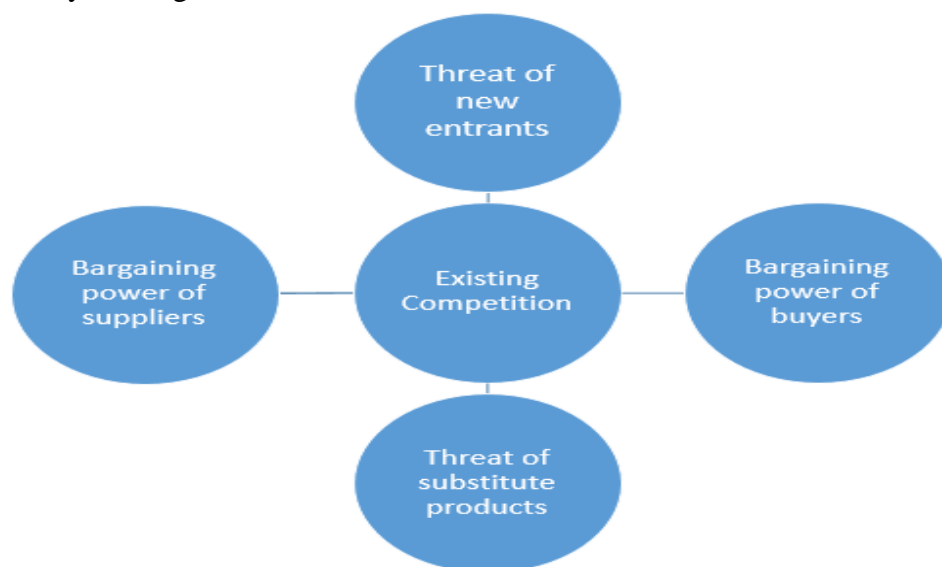 Threat of
new
entrants
Bargaining
power of
suppliers
Existing
Competition
Bargaining
power of
buyers
Threat of
substitute
products